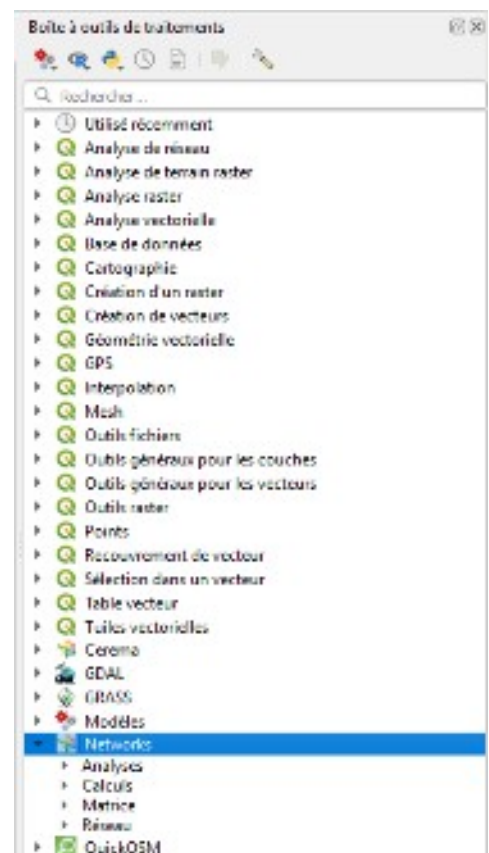 Boîte à outils de traitements
Rechercher...
Utilisé récemment
Analyse de réseau
Analyse de terrain raster
Analyse raster
Analyse vectorielle
Base de données
Cartographie
Création d'un raster
Création de vecteurs
Géométrie vectorielle
GPS
Interpolation
Mesh
Outils fichiers
Outils généraux pour les couches
Outils généraux pour les vecteurs
Outils raster
Points
Recouvrement de vecteur
Sélection dans un vecteur
Table vecteur
Tuiles vectorielles
Cerema
GDAL
GRASS
Modèles
Networks
Analyses
Calculs
Matrice
Réseau
QuickOSM